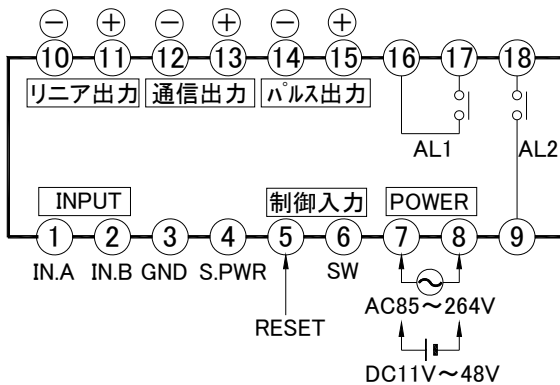 − + − + − +
10 11 12 13 14 15 16 17 18
リニア出力 通信出力 パルス出力
AL1 AL2
INPUT 制御入力 POWER
1 2 3 4 5 6 7 8 9
IN.A IN.B GND S.PWR SW
AC85～264V
RESET
DC11V～48V